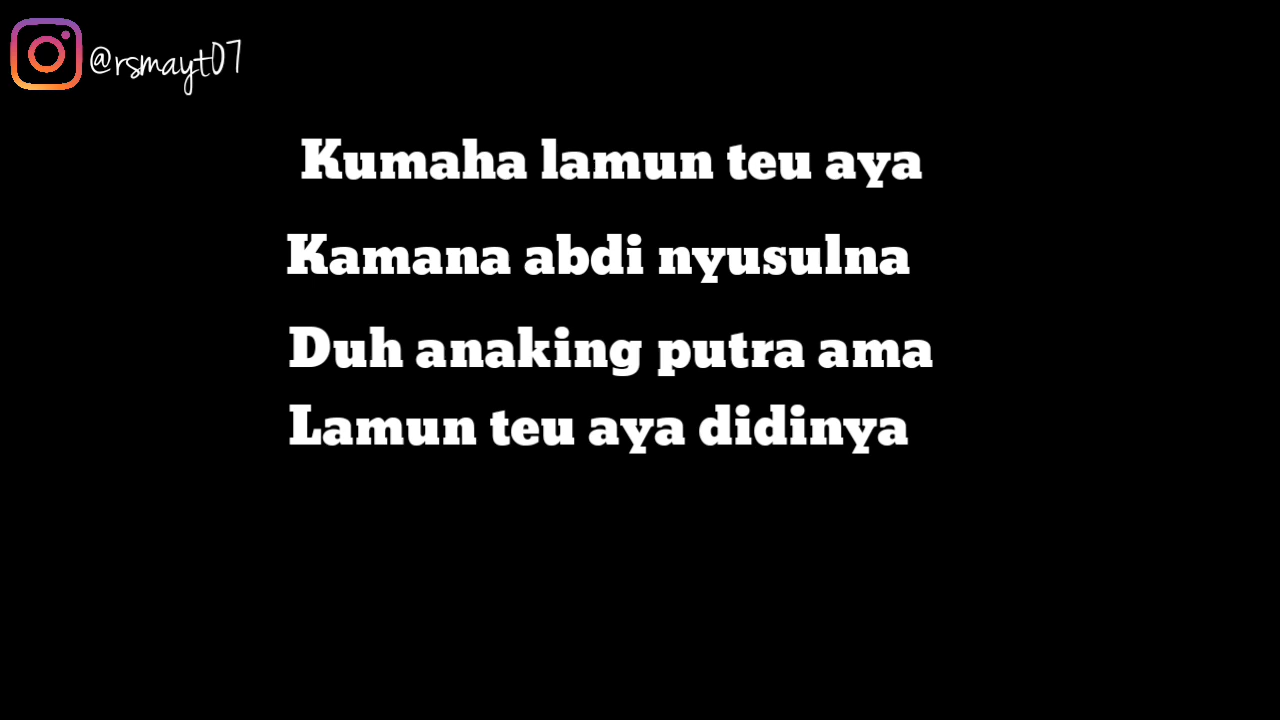 @rsmayt07
Kumaha lamun teu aya
Kamana abdi nyusulna
Duh anaking putra ama
Lamun teu aya didinya